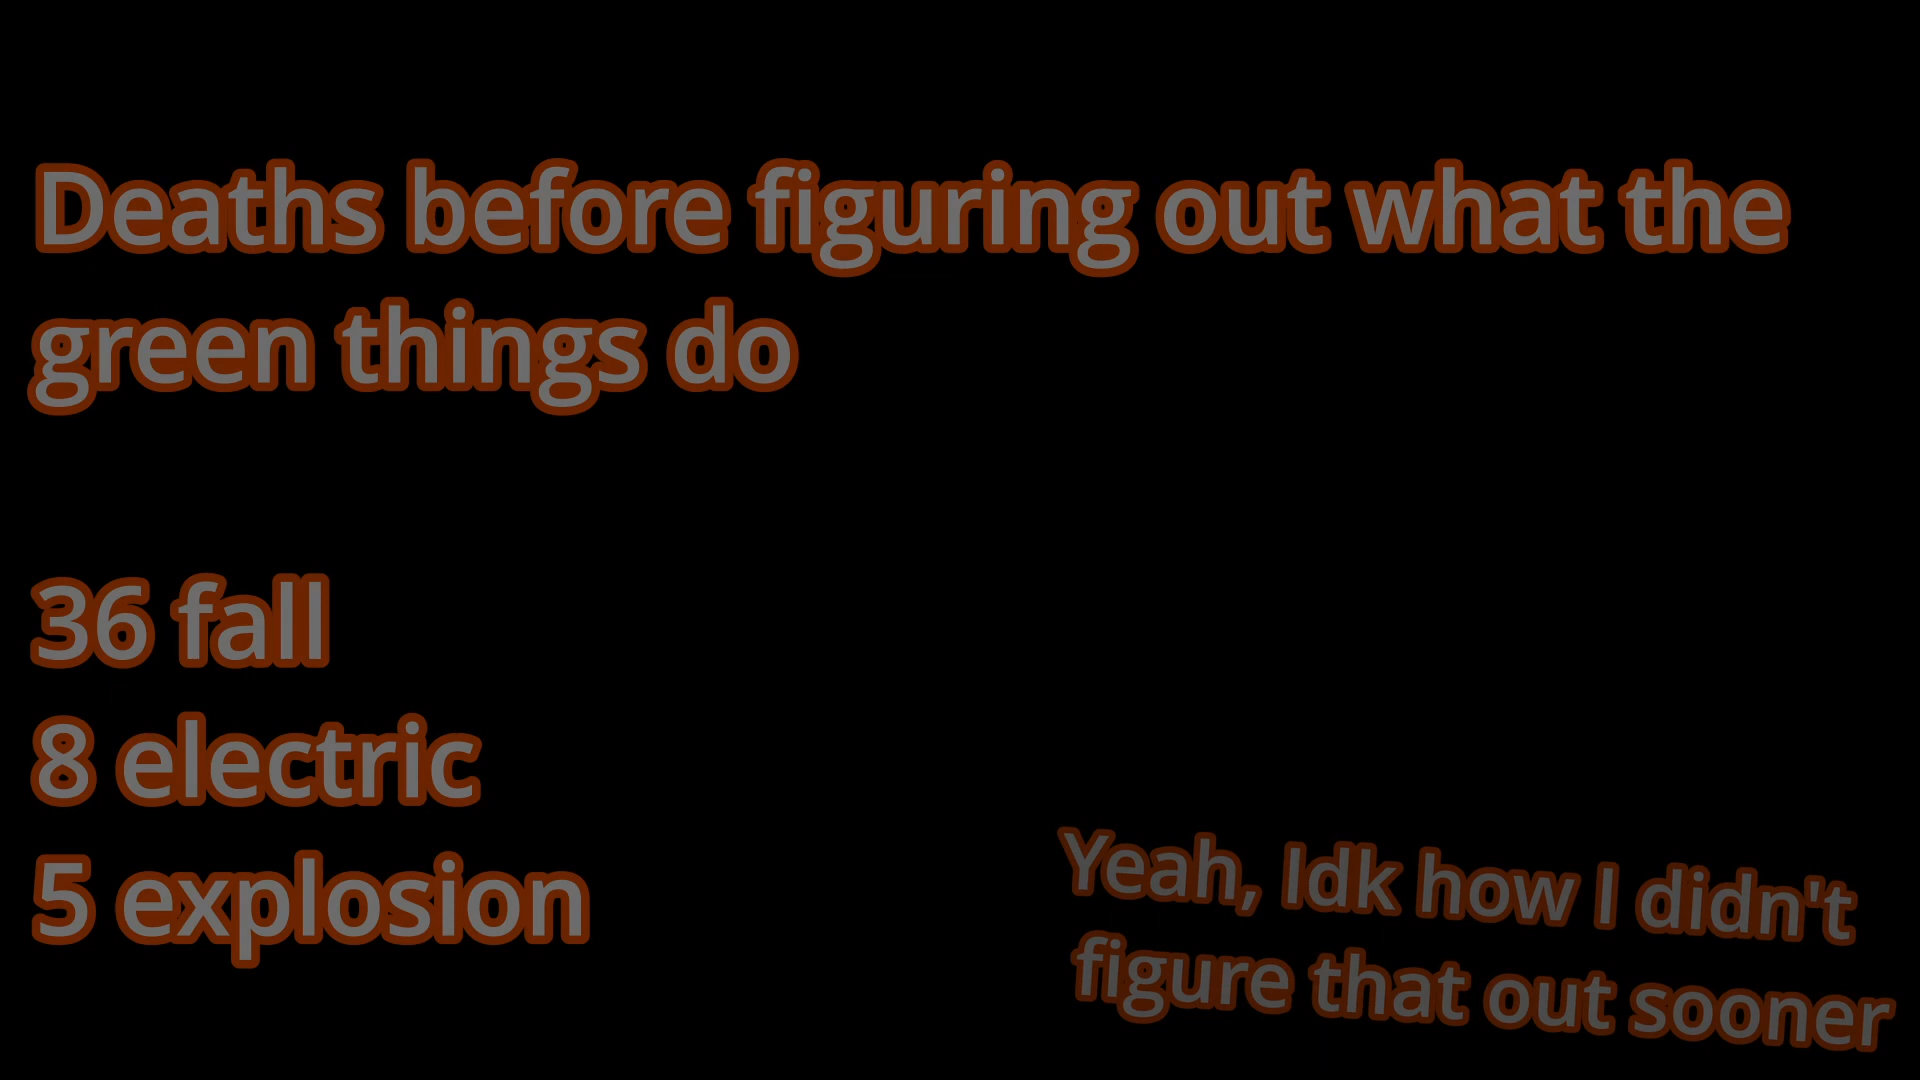 Deaths before figuring out what the
green things do
36 fall
8 electric
5 explosion
Yeah, Idk how I didn't
figure that out sooner